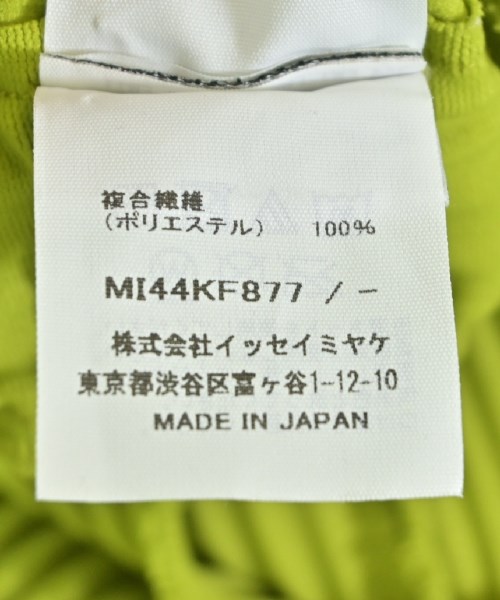 複合繊維
（ポリエステル） 100%
MI44KF877 / -
株式会社イッセイミヤケ
東京都渋谷区富ヶ谷1-12-10
MADE IN JAPAN